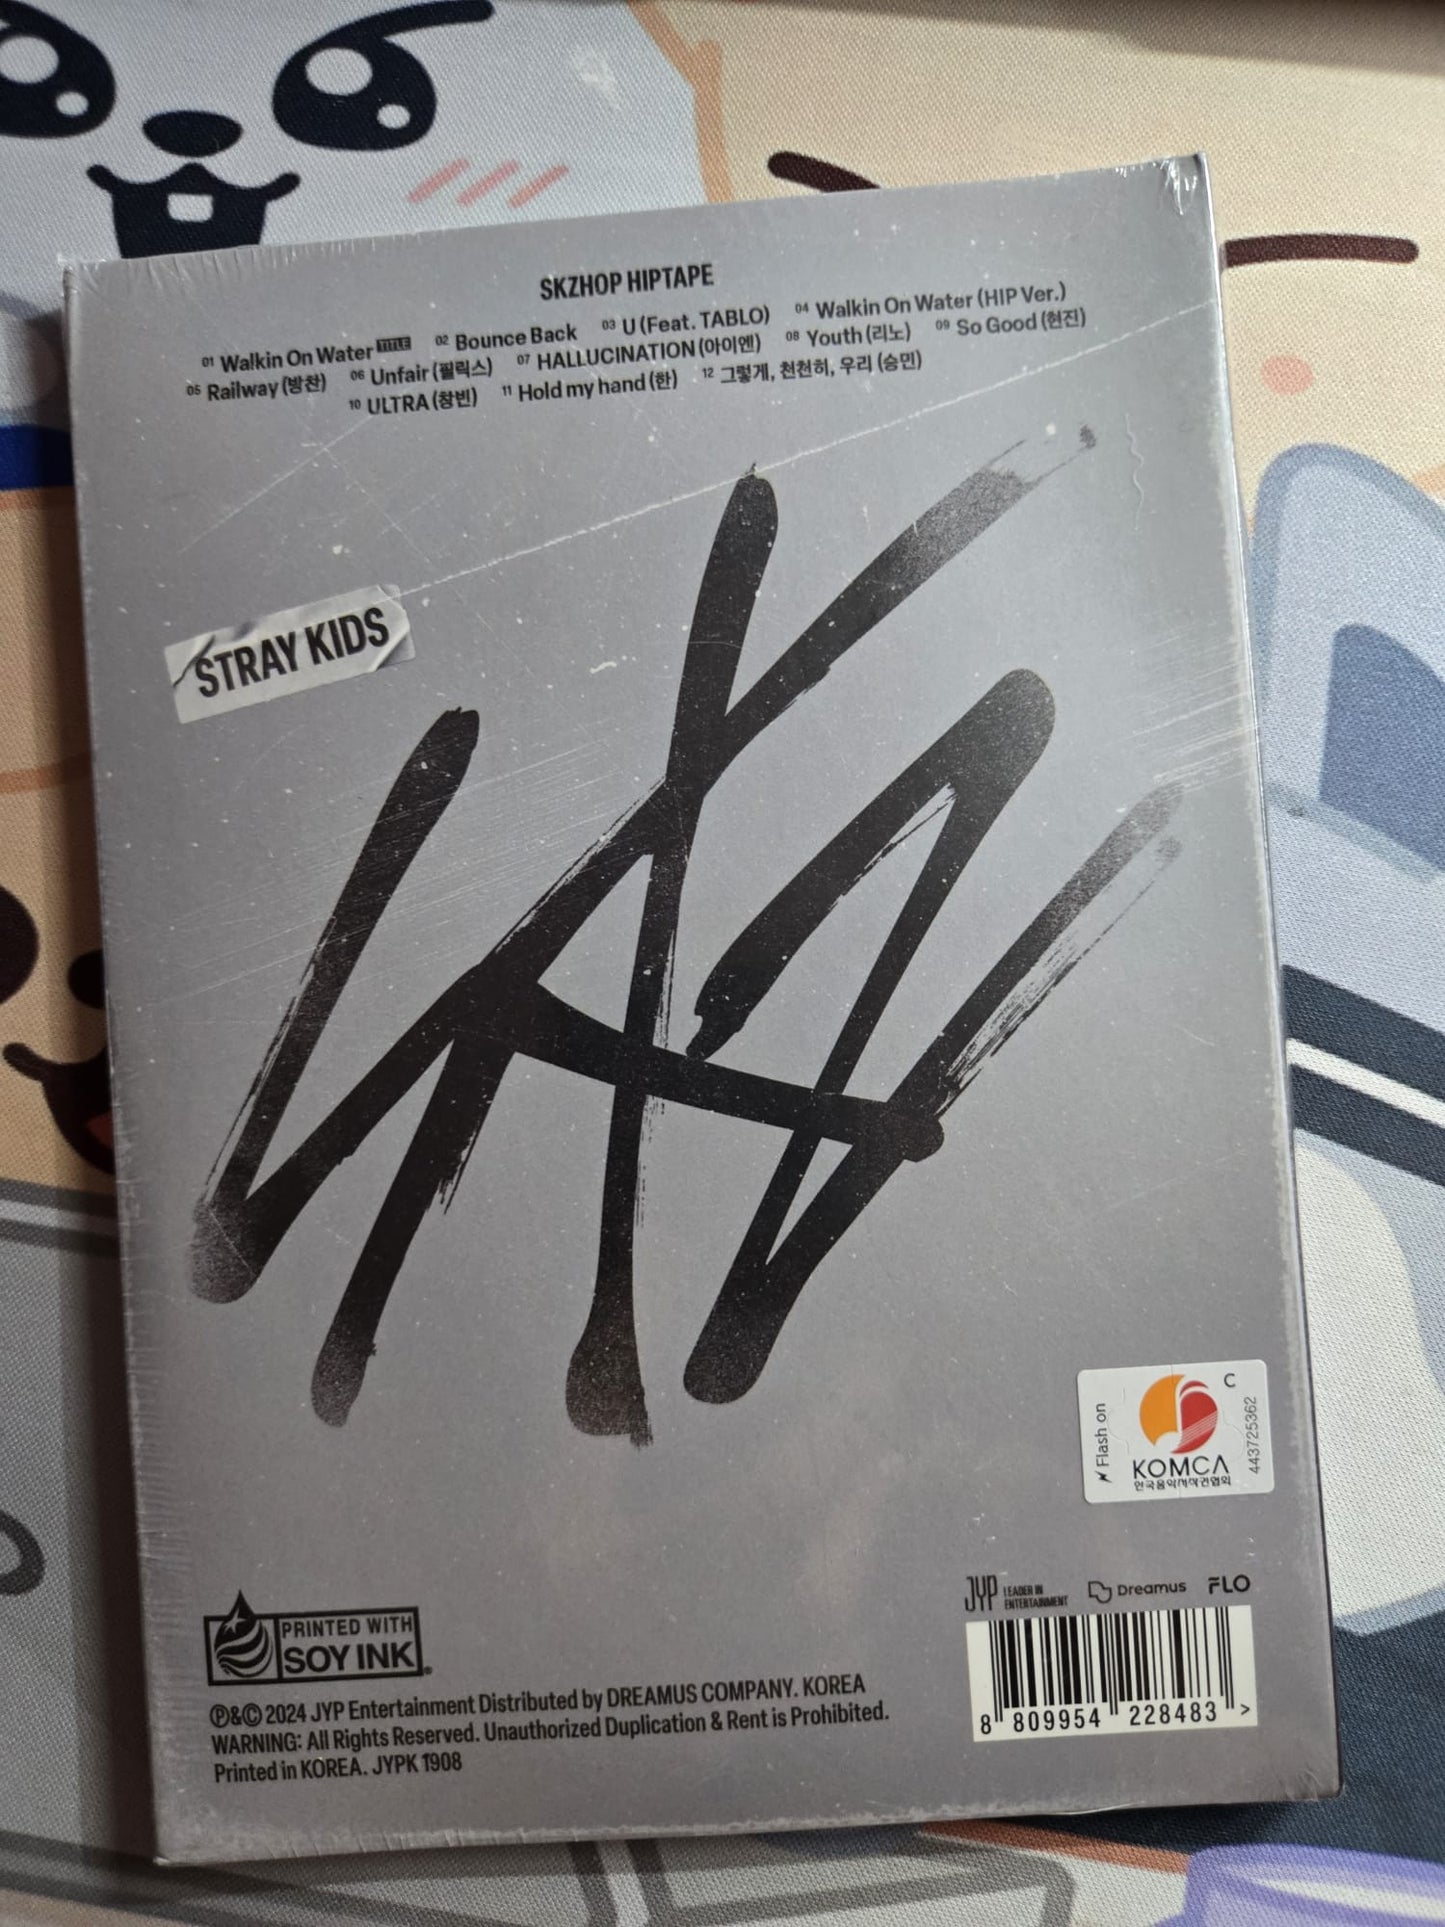 SKZHOP HIPTAPE
01 Walkin On Water TITLE 02 Bounce Back 03 U (Feat. TABLO) 04 Walkin On Water (HIP Ver.)
05 Railway (방찬) 06 Unfair (필릭스) 07 HALLUCINATION (아이엔) 08 Youth (리노) 09 So Good (현진)
10 ULTRA (창빈) 11 Hold my hand (한) 12 그렇게, 천천히, 우리 (승민)
STRAY KIDS
Flash on
C
KOMCA
한국음악저작권협회
443725362
JYP LEADER IN
ENTERTAINMENT
Dreamus
FLO
8 809954 228483 >
PRINTED WITH
SOY INK®
℗&© 2024 JYP Entertainment Distributed by DREAMUS COMPANY. KOREA
WARNING: All Rights Reserved. Unauthorized Duplication & Rent is Prohibited.
Printed in KOREA. JYPK 1908